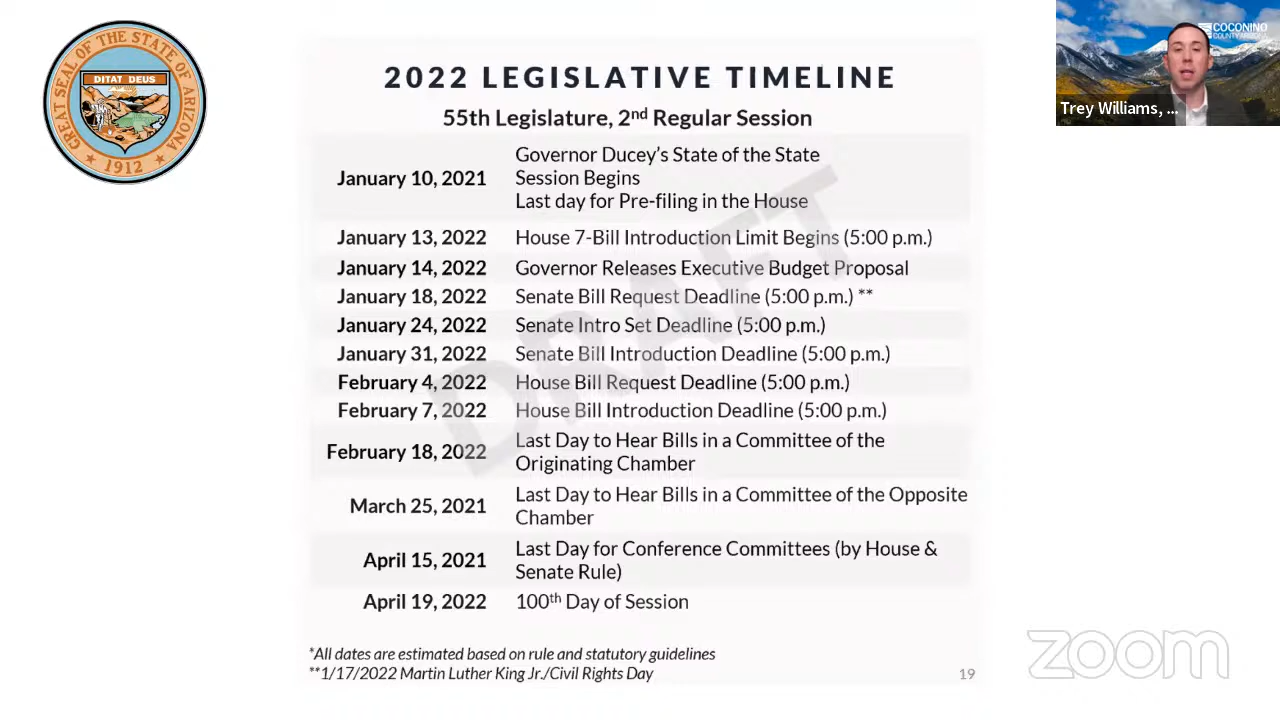 GREAT SEAL OF THE STATE OF ARIZONA
DITAT DEUS
1912
2022 LEGISLATIVE TIMELINE
55th Legislature, 2nd Regular Session
January 10, 2021 Governor Ducey's State of the State
Session Begins
Last day for Pre-filing in the House
January 13, 2022 House 7-Bill Introduction Limit Begins (5:00 p.m.)
January 14, 2022 Governor Releases Executive Budget Proposal
January 18, 2022 Senate Bill Request Deadline (5:00 p.m.) **
January 24, 2022 Senate Intro Set Deadline (5:00 p.m.)
January 31, 2022 Senate Bill Introduction Deadline (5:00 p.m.)
February 4, 2022 House Bill Request Deadline (5:00 p.m.)
February 7, 2022 House Bill Introduction Deadline (5:00 p.m.)
February 18, 2022 Last Day to Hear Bills in a Committee of the
Originating Chamber
March 25, 2021 Last Day to Hear Bills in a Committee of the Opposite
Chamber
April 15, 2021 Last Day for Conference Committees (by House &
Senate Rule)
April 19, 2022 100th Day of Session
DRAFT
*All dates are estimated based on rule and statutory guidelines
**1/17/2022 Martin Luther King Jr./Civil Rights Day
19
COCONINO
COUNTY ARIZONA
Trey Williams, ...
zoom